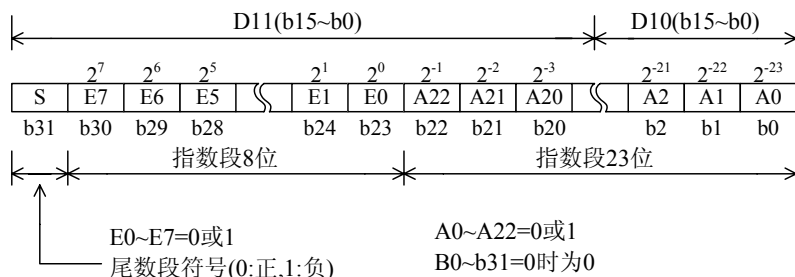 D11(b15~b0) D10(b15~b0)
2^7 2^6 2^5 2^1 2^0 2^-1 2^-2 2^-3 2^-21 2^-22 2^-23
S E7 E6 E5 E1 E0 A22 A21 A20 A2 A1 A0
b31 b30 b29 b28 b24 b23 b22 b21 b20 b2 b1 b0
指数段8位 指数段23位
E0~E7=0或1 A0~A22=0或1
尾数段符号(0:正,1:负) B0~b31=0时为0